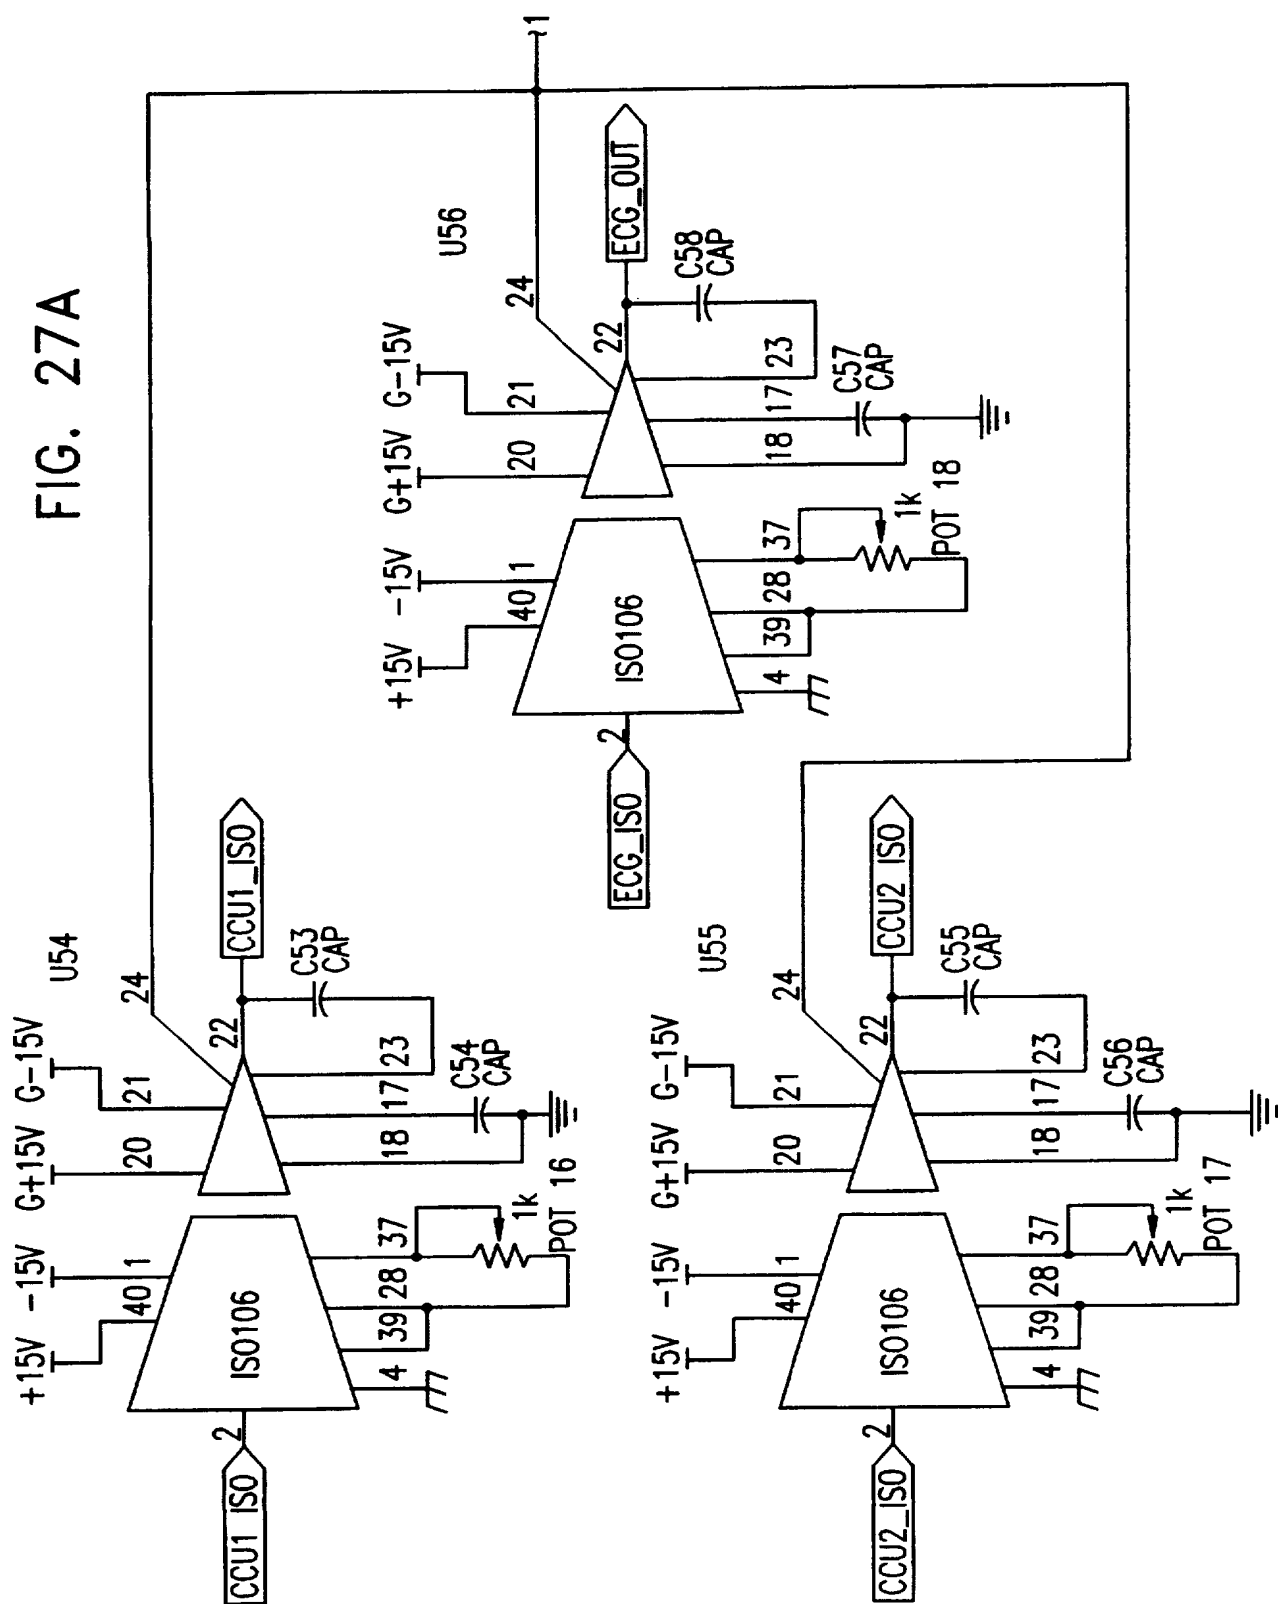 FIG. 27A
U54
+15V
-15V
G+15V
G-15V
40
1
20
21
24
CCU1 ISO
2
ISO106
22
CCU1_ISO
4
39
28
37
18
17
23
C53
CAP
C54
CAP
1k
POT 16
U56
+15V
-15V
G+15V
G-15V
40
1
20
21
24
~1
ECG_ISO
2
ISO106
22
ECG_OUT
4
39
28
37
18
17
23
C58
CAP
C57
CAP
1k
POT 18
U55
+15V
-15V
G+15V
G-15V
40
1
20
21
24
CCU2_ISO
2
ISO106
22
CCU2 ISO
4
39
28
37
18
17
23
C55
CAP
C56
CAP
1k
POT 17